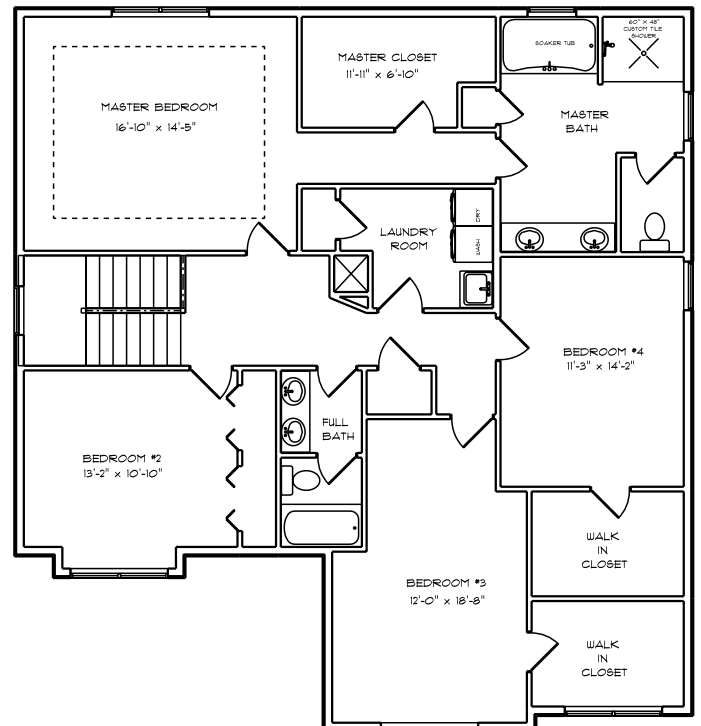 MASTER BEDROOM
16'-10" x 14'-5"
MASTER CLOSET
11'-11" x 6'-10"
SOAKER TUB
60" X 48"
CUSTOM TILE
SHOWER
MASTER
BATH
LAUNDRY
ROOM
DRY
WASH
BEDROOM #4
11'-3" x 14'-2"
FULL
BATH
BEDROOM #2
13'-2" x 10'-10"
WALK
IN
CLOSET
BEDROOM #3
12'-0" x 18'-8"
WALK
IN
CLOSET